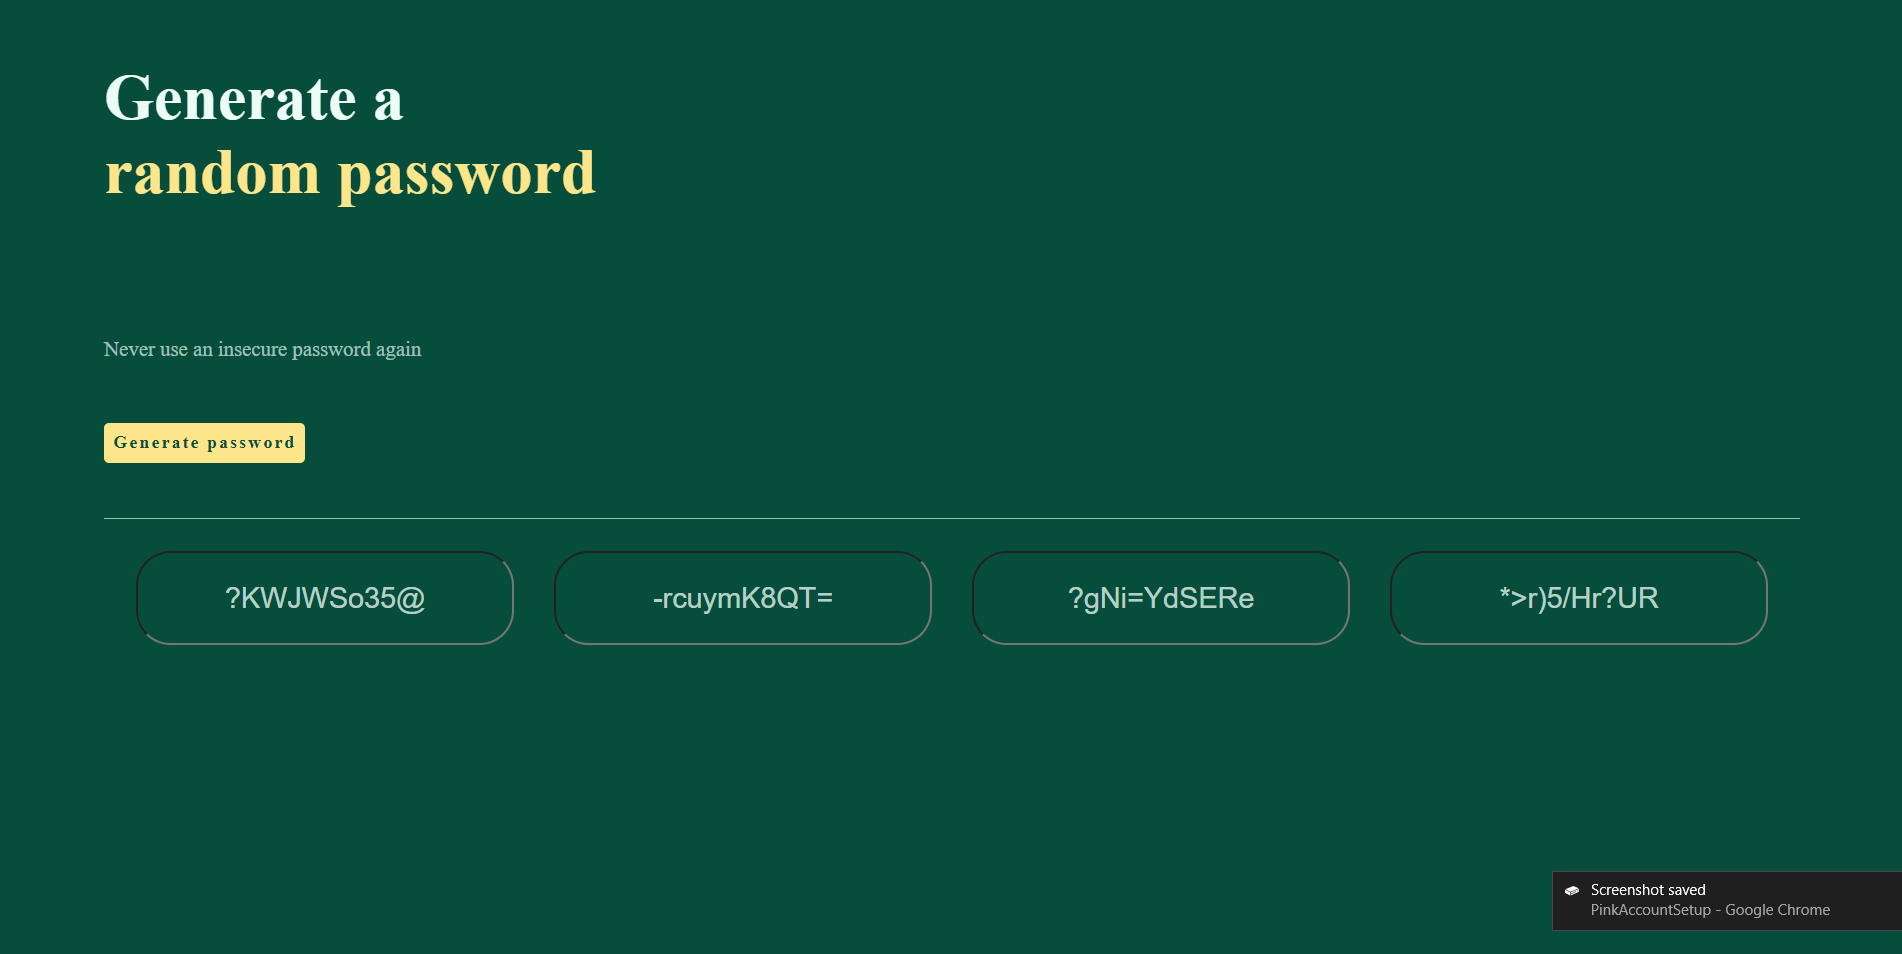 Generate a
random password
Never use an insecure password again
Generate password
?KWJWSo35@
-rcuymK8QT=
?gNi=YdSERe
*>r)5/Hr?UR
Screenshot saved
PinkAccountSetup - Google Chrome